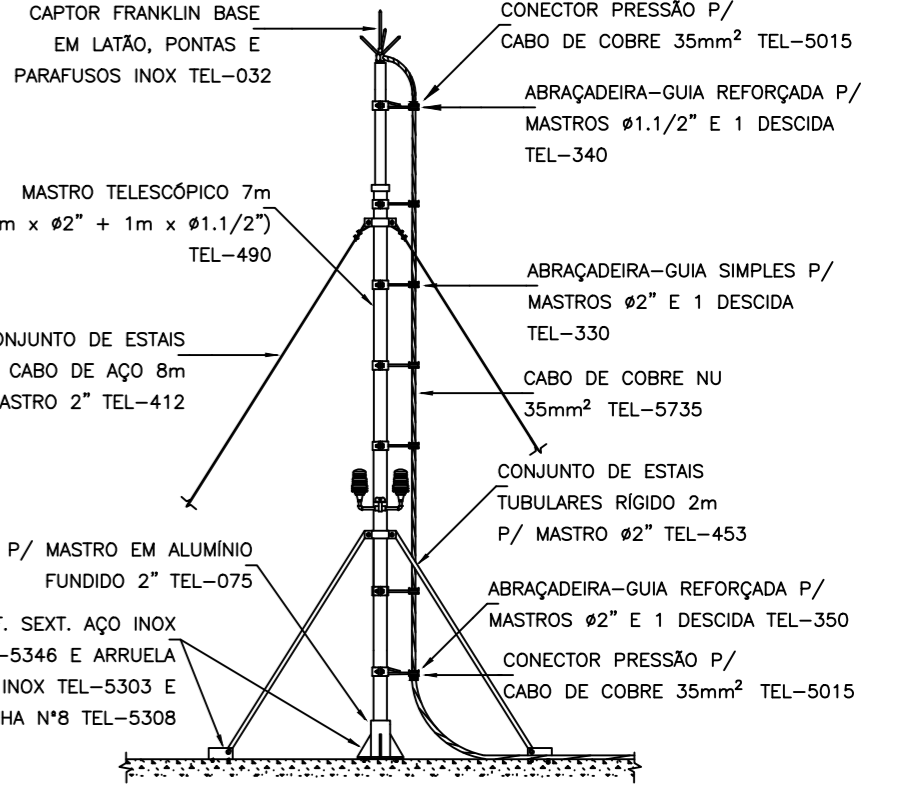 CAPTOR FRANKLIN BASE
EM LATÃO, PONTAS E
PARAFUSOS INOX TEL-032
MASTRO TELESCÓPICO 7m
m x ø2" + 1m x ø1.1/2")
TEL-490
ONJUNTO DE ESTAIS
CABO DE AÇO 8m
ASTRO 2" TEL-412
P/ MASTRO EM ALUMÍNIO
FUNDIDO 2" TEL-075
T. SEXT. AÇO INOX
-5346 E ARRUELA
INOX TEL-5303 E
HA N°8 TEL-5308
CONECTOR PRESSÃO P/
CABO DE COBRE 35mm² TEL-5015
ABRAÇADEIRA-GUIA REFORÇADA P/
MASTROS ø1.1/2" E 1 DESCIDA
TEL-340
ABRAÇADEIRA-GUIA SIMPLES P/
MASTROS ø2" E 1 DESCIDA
TEL-330
CABO DE COBRE NU
35mm² TEL-5735
CONJUNTO DE ESTAIS
TUBULARES RÍGIDO 2m
P/ MASTRO ø2" TEL-453
ABRAÇADEIRA-GUIA REFORÇADA P/
MASTROS ø2" E 1 DESCIDA TEL-350
CONECTOR PRESSÃO P/
CABO DE COBRE 35mm² TEL-5015